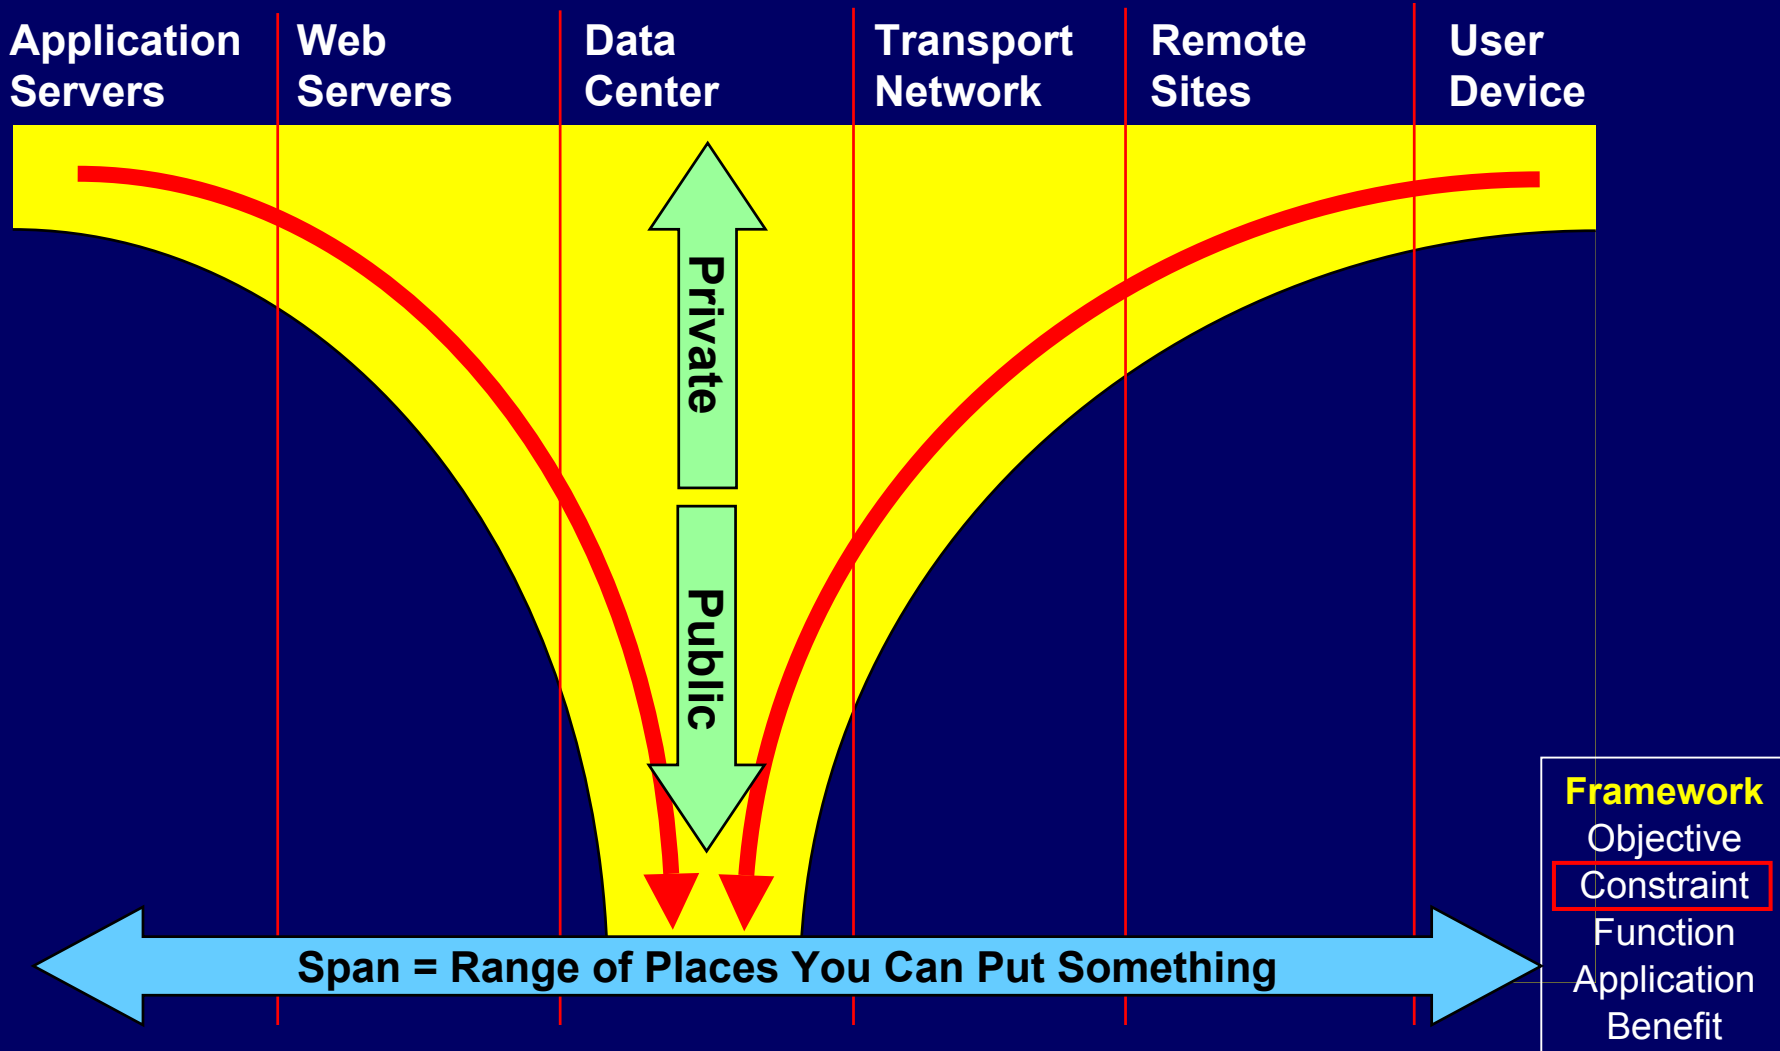 Application
Servers
Web
Servers
Data
Center
Transport
Network
Remote
Sites
User
Device
Private
Public
Span = Range of Places You Can Put Something
Framework
Objective
Constraint
Function
Application
Benefit